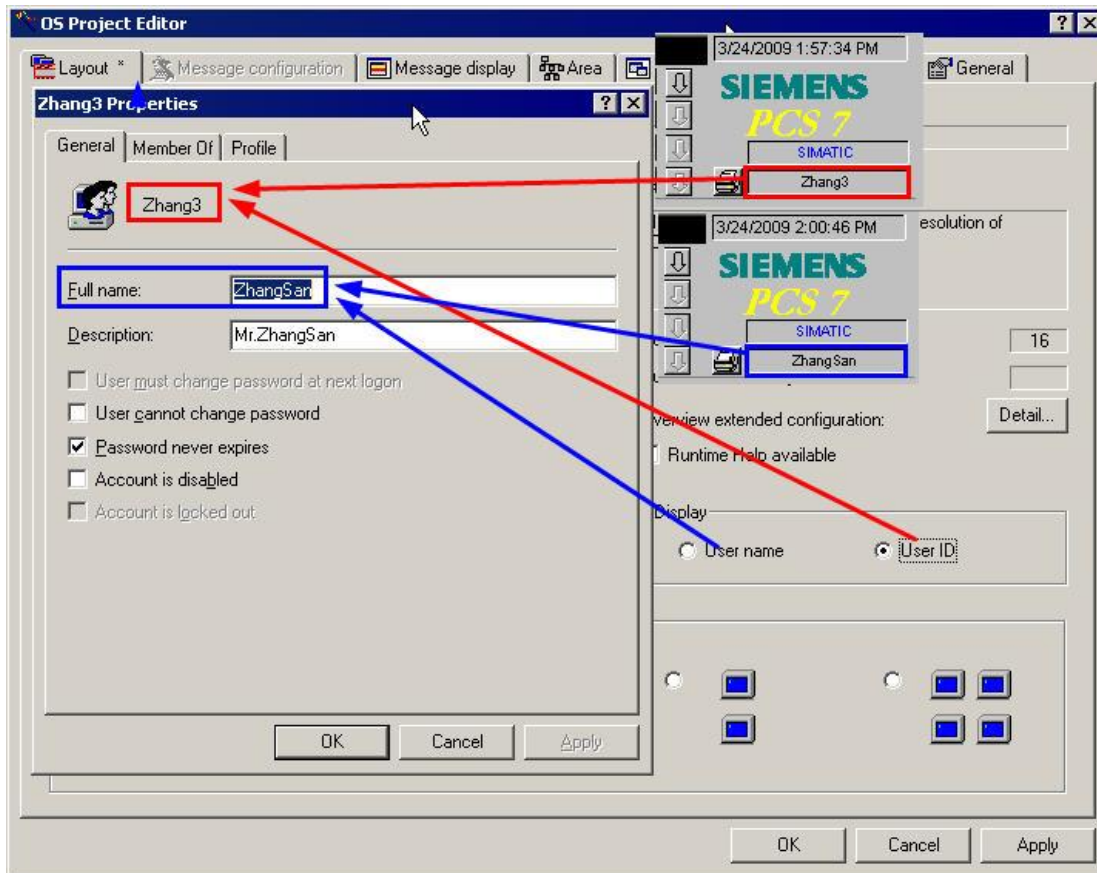 OS Project Editor
Layout *
Message configuration
Message display
Area
General
Zhang3 Properties
General
Member Of
Profile
Zhang3
Full name:
ZhangSan
Description:
Mr.ZhangSan
User must change password at next logon
User cannot change password
Password never expires
Account is disabled
Account is locked out
OK
Cancel
Apply
3/24/2009 1:57:34 PM
SIEMENS
PCS 7
SIMATIC
Zhang3
3/24/2009 2:00:46 PM
SIEMENS
PCS 7
SIMATIC
ZhangSan
esolution of
16
verview extended configuration:
Detail...
Runtime Help available
Display
User name
User ID
OK
Cancel
Apply